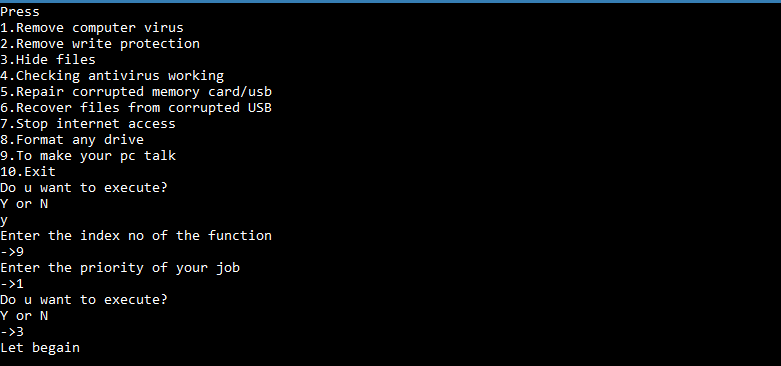 Press
1.Remove computer virus
2.Remove write protection
3.Hide files
4.Checking antivirus working
5.Repair corrupted memory card/usb
6.Recover files from corrupted USB
7.Stop internet access
8.Format any drive
9.To make your pc talk
10.Exit
Do u want to execute?
Y or N
y
Enter the index no of the function
->9
Enter the priority of your job
->1
Do u want to execute?
Y or N
->3
Let begain